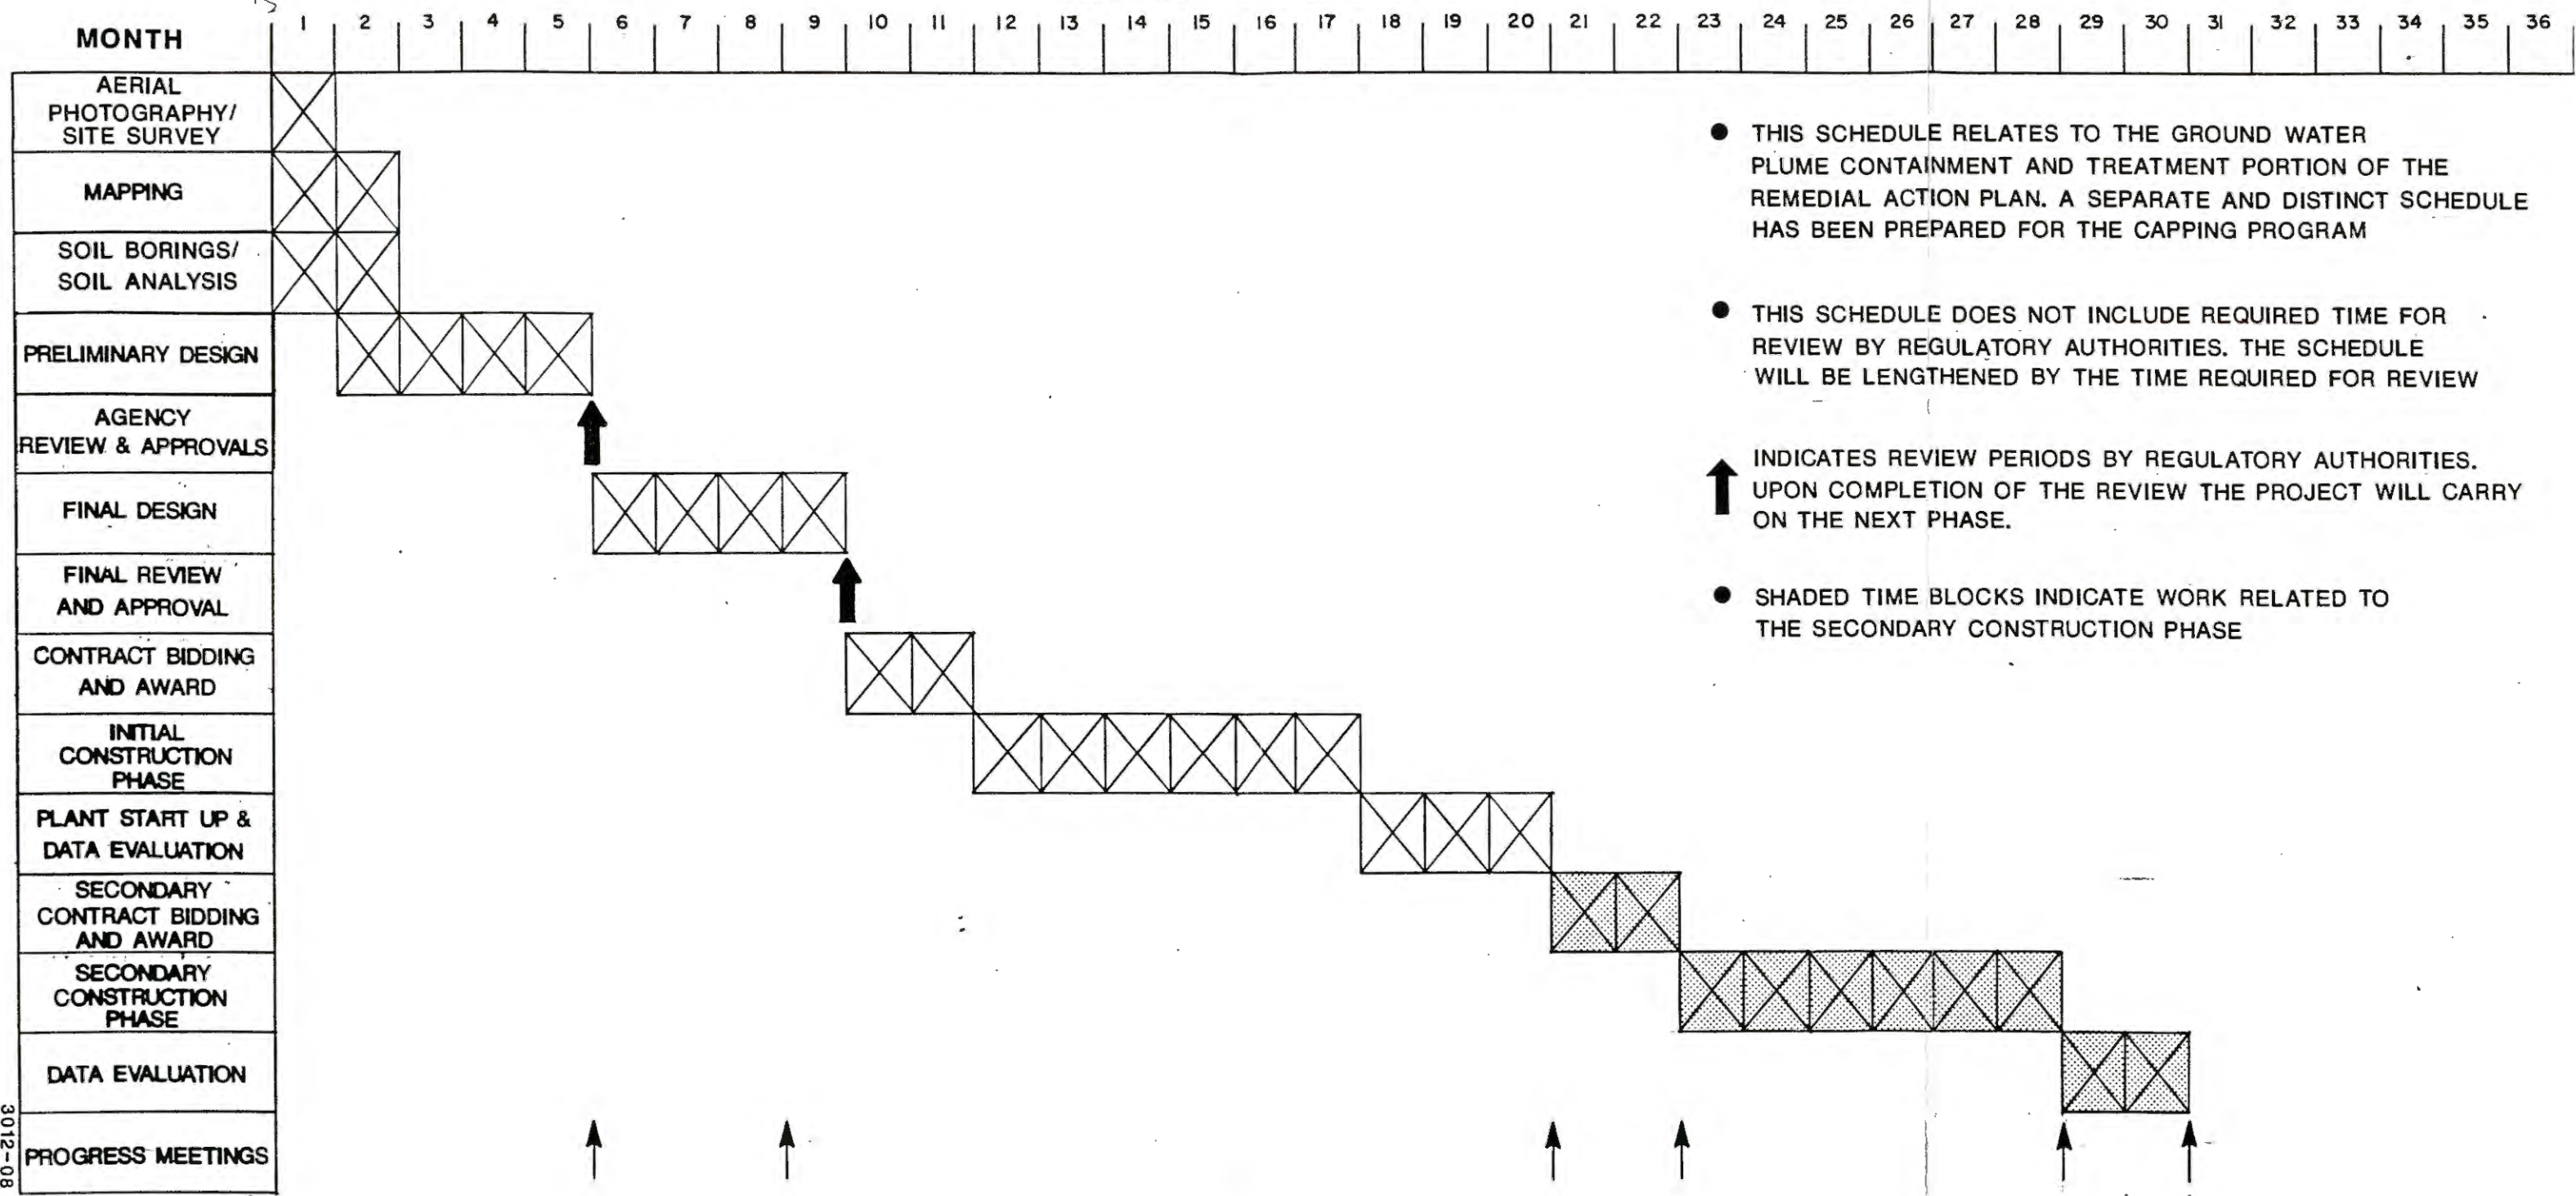 MONTH
1 2 3 4 5 6 7 8 9 10 11 12 13 14 15 16 17 18 19 20 21 22 23 24 25 26 27 28 29 30 31 32 33 34 35 36
AERIAL
PHOTOGRAPHY/
SITE SURVEY
MAPPING
SOIL BORINGS/
SOIL ANALYSIS
PRELIMINARY DESIGN
AGENCY
REVIEW & APPROVALS
FINAL DESIGN
FINAL REVIEW
AND APPROVAL
CONTRACT BIDDING
AND AWARD
INITIAL
CONSTRUCTION
PHASE
PLANT START UP &
DATA EVALUATION
SECONDARY
CONTRACT BIDDING
AND AWARD
SECONDARY
CONSTRUCTION
PHASE
DATA EVALUATION
PROGRESS MEETINGS
● THIS SCHEDULE RELATES TO THE GROUND WATER
PLUME CONTAINMENT AND TREATMENT PORTION OF THE
REMEDIAL ACTION PLAN. A SEPARATE AND DISTINCT SCHEDULE
HAS BEEN PREPARED FOR THE CAPPING PROGRAM
● THIS SCHEDULE DOES NOT INCLUDE REQUIRED TIME FOR
REVIEW BY REGULATORY AUTHORITIES. THE SCHEDULE
WILL BE LENGTHENED BY THE TIME REQUIRED FOR REVIEW
INDICATES REVIEW PERIODS BY REGULATORY AUTHORITIES.
UPON COMPLETION OF THE REVIEW THE PROJECT WILL CARRY
ON THE NEXT PHASE.
● SHADED TIME BLOCKS INDICATE WORK RELATED TO
THE SECONDARY CONSTRUCTION PHASE
3012-08